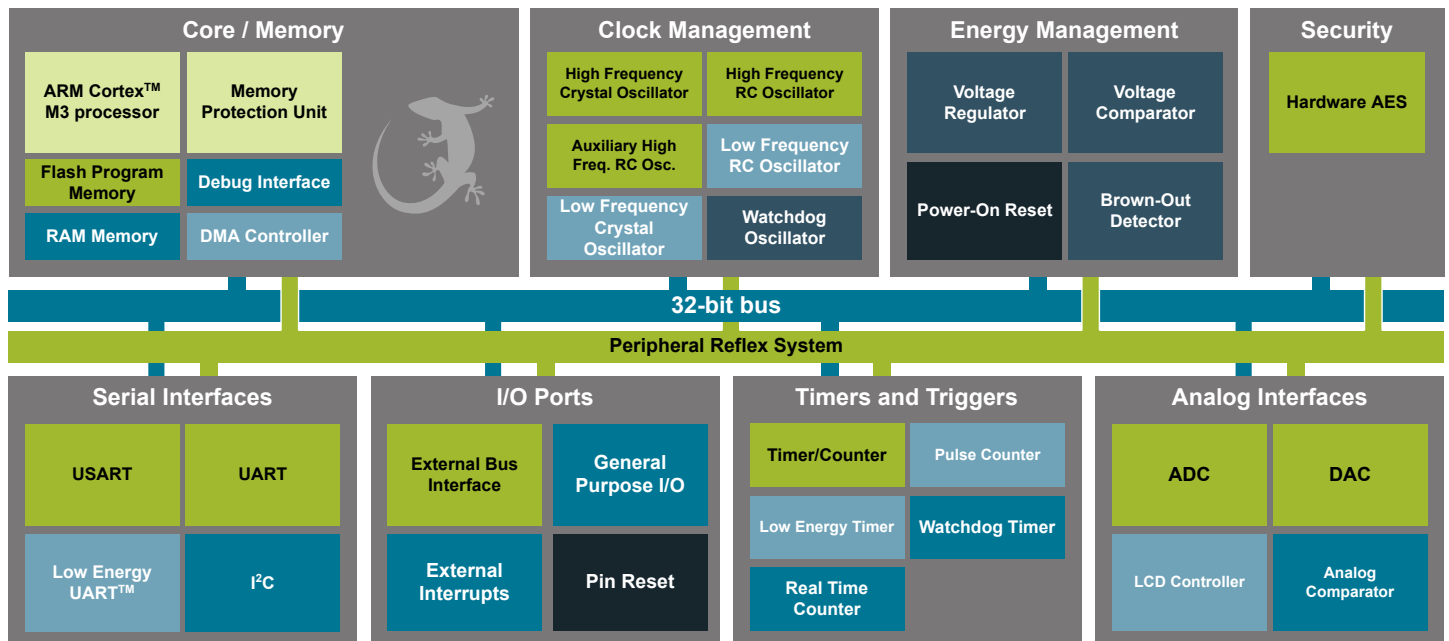 Core / Memory
ARM Cortex™
M3 processor
Memory
Protection Unit
Flash Program
Memory
Debug Interface
RAM Memory
DMA Controller
Clock Management
High Frequency
Crystal Oscillator
High Frequency
RC Oscillator
Auxiliary High
Freq. RC Osc.
Low Frequency
RC Oscillator
Low Frequency
Crystal
Oscillator
Watchdog
Oscillator
Energy Management
Voltage
Regulator
Voltage
Comparator
Power-On Reset
Brown-Out
Detector
Security
Hardware AES
32-bit bus
Peripheral Reflex System
Serial Interfaces
USART
UART
Low Energy
UART™
I²C
I/O Ports
External Bus
Interface
General
Purpose I/O
External
Interrupts
Pin Reset
Timers and Triggers
Timer/Counter
Pulse Counter
Low Energy Timer
Watchdog Timer
Real Time
Counter
Analog Interfaces
ADC
DAC
LCD Controller
Analog
Comparator